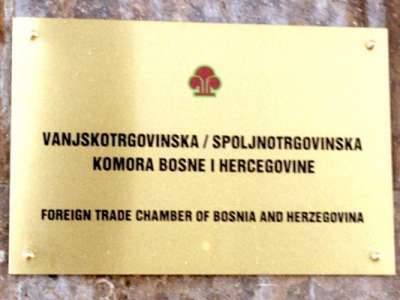 VANJSKOTRGOVINSKA / SPOLJNOTRGOVINSKA
KOMORA BOSNE I HERCEGOVINE
FOREIGN TRADE CHAMBER OF BOSNIA AND HERZEGOVINA